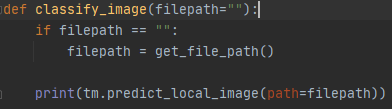 def classify_image(filepath=""):
    if filepath == "":
        filepath = get_file_path()
    print(tm.predict_local_image(path=filepath))